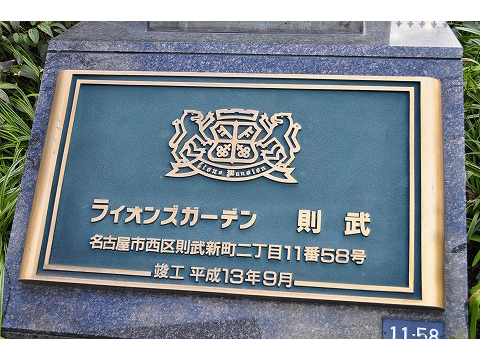 Lions Mansion
ライオンズガーデン 則武
名古屋市西区則武新町二丁目11番58号
竣工 平成13年9月
11-58